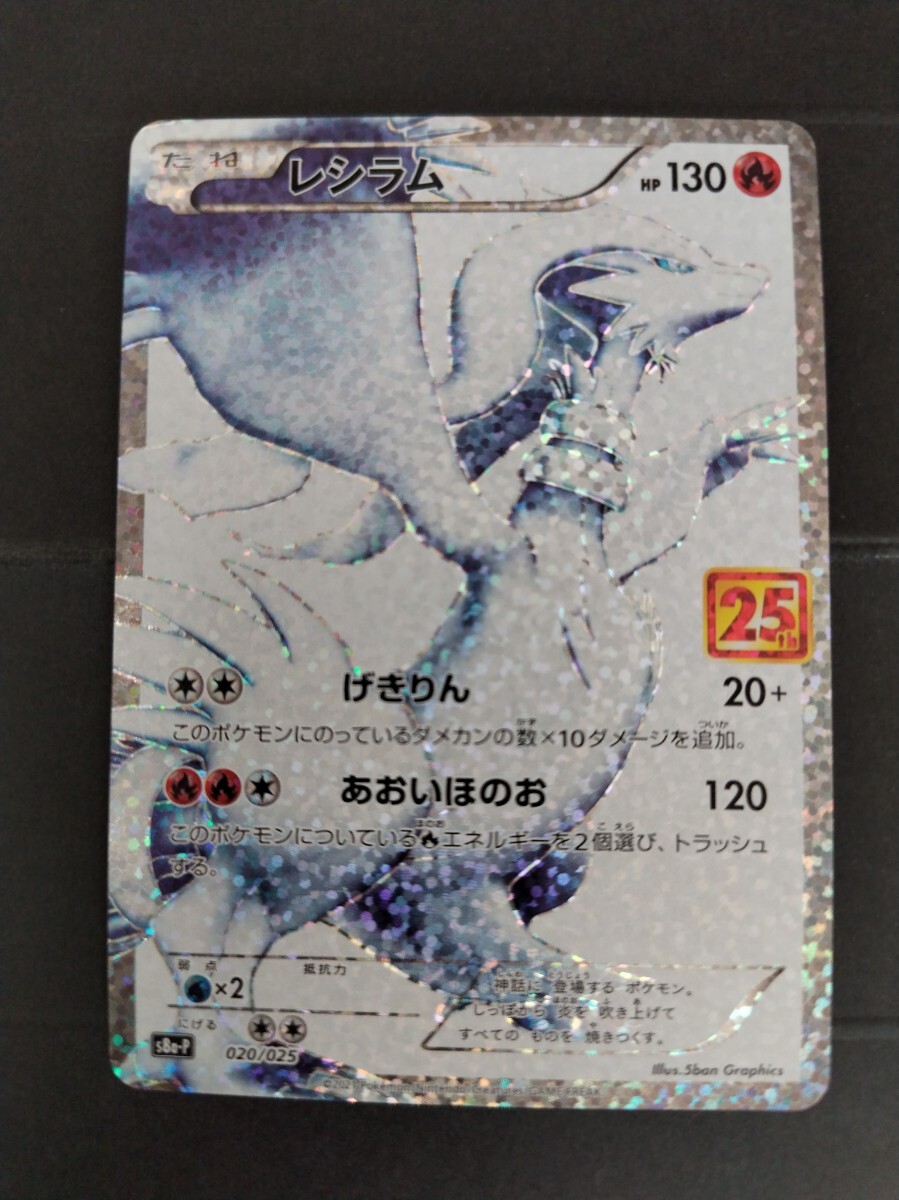 たね レシラム HP 130
25th
げきりん 20+
このポケモンにのっているダメカンの数×10ダメージを追加。
あおいほのお 120
このポケモンについているエネルギーを2個選び、トラッシュ
する。
弱点 抵抗力
×2
にげる
神話に 登場する ポケモン。
しっぽから 炎を 吹き上げて
すべての ものを 焼きつくす。
s8a-P 020/025
Illus. 5ban Graphics
©2021 Pokémon/Nintendo/Creatures/GAME FREAK